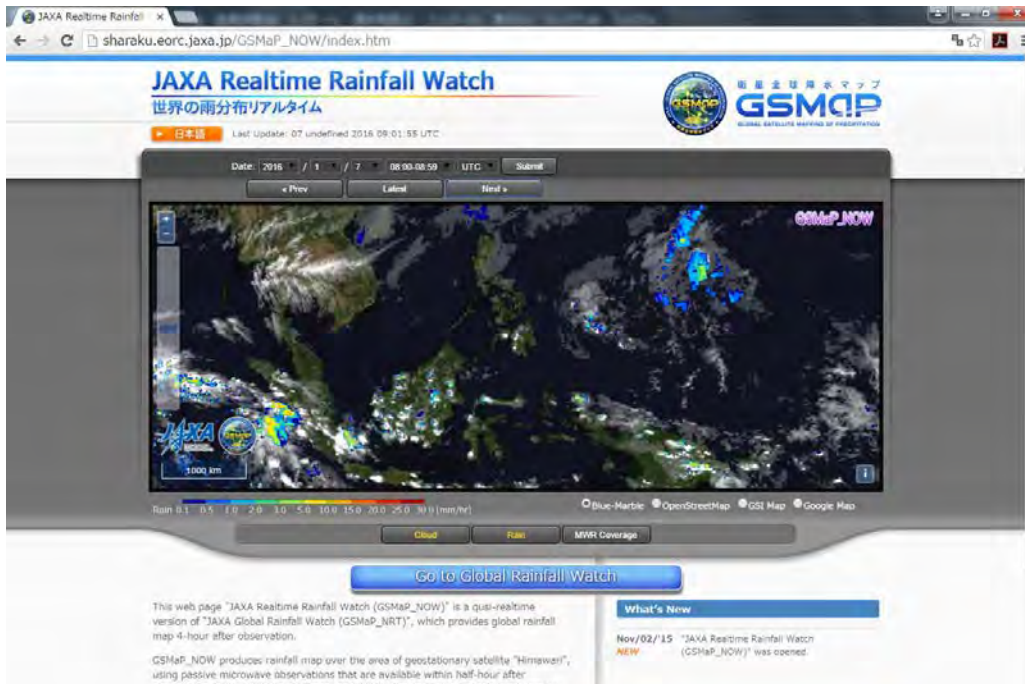 JAXA Realtime Rainfall
sharaku.eorc.jaxa.jp/GSMaP_NOW/index.htm
JAXA Realtime Rainfall Watch
世界の雨分布リアルタイム
衛星全球降水マップ
GSMaP
GLOBAL SATELLITE MAPPING OF PRECIPITATION
日本語 Last Update: 07 undefined 2016 09:01:55 UTC
Date: 2016 / 1 / 7 08:00-08:59 UTC Submit
« Prev Latest Next »
GSMaP_NOW
JAXA GSMaP
1000 km
Rain 0.1 0.5 1.0 2.0 3.0 5.0 10.0 15.0 20.0 25.0 30.0 (mm/hr) Blue-Marble OpenStreetMap GSI Map Google Map
Cloud Rain MWR Coverage
Go to Global Rainfall Watch
This web page "JAXA Realtime Rainfall Watch (GSMaP_NOW)" is a quasi-realtime
version of "JAXA Global Rainfall Watch (GSMaP_NRT)", which provides global rainfall
map 4-hour after observation.
GSMaP_NOW produces rainfall map over the area of geostationary satellite "Himawari",
using passive microwave observations that are available within half-hour after
What's New
Nov/02/'15 "JAXA Realtime Rainfall Watch
NEW (GSMaP_NOW)" was opened.